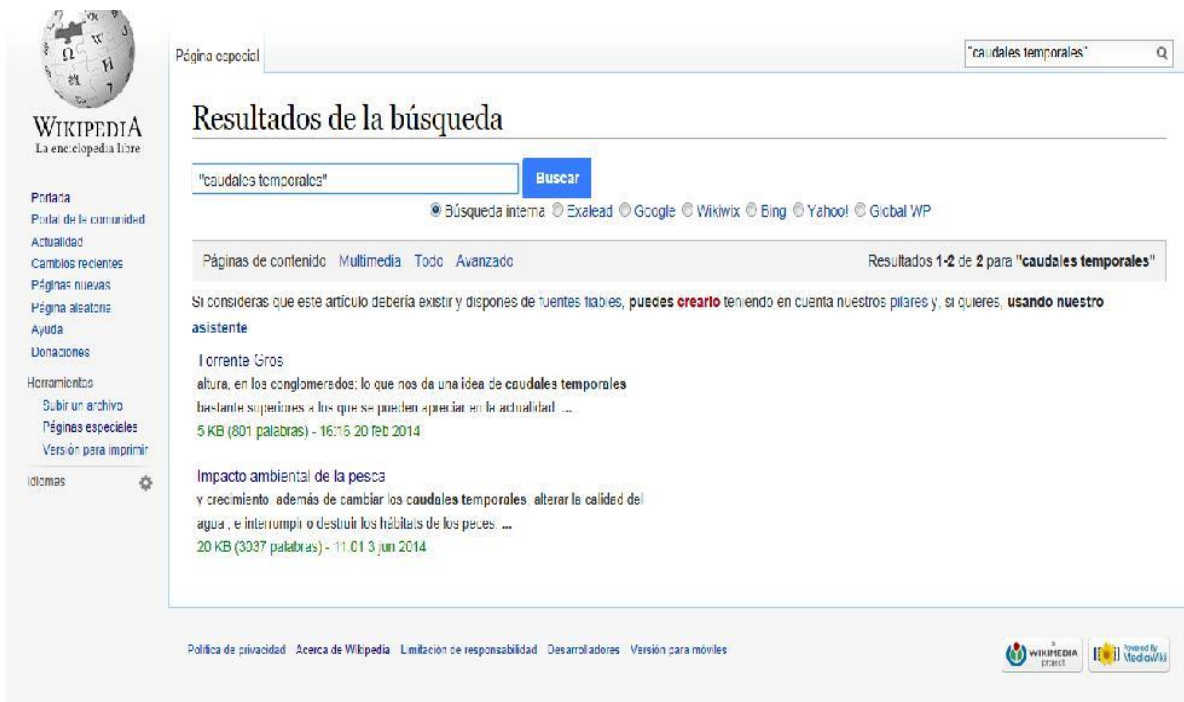 WIKIPEDIA
La enciclopedia libre
Portada
Portal de la comunidad
Actualidad
Cambios recientes
Páginas nuevas
Página aleatoria
Ayuda
Donaciones
Herramientas
Subir un archivo
Páginas especiales
Versión para imprimir
Idiomas
Página especial
"caudales temporales"
Resultados de la búsqueda
"caudales temporales"
Buscar
Búsqueda interna Exalead Google Wikiwix Bing Yahoo! Global WP
Páginas de contenido Multimedia Todo Avanzado
Resultados 1-2 de 2 para "caudales temporales"
Si consideras que este artículo debería existir y dispones de fuentes fiables, puedes crearlo teniendo en cuenta nuestros pilares y, si quieres, usando nuestro
asistente
Torrente Gros
altura, en los conglomerados; lo que nos da una idea de caudales temporales
bastante superiores a los que se pueden apreciar en la actualidad. ...
5 KB (801 palabras) - 16:16 20 feb 2014
Impacto ambiental de la pesca
y crecimiento, además de cambiar los caudales temporales, alterar la calidad del
agua , e interrumpir o destruir los hábitats de los peces. ...
20 KB (3037 palabras) - 11:01 3 jun 2014
Política de privacidad Acerca de Wikipedia Limitación de responsabilidad Desarrolladores Versión para móviles
A
WIKIMEDIA
project
Powered By
MediaWiki